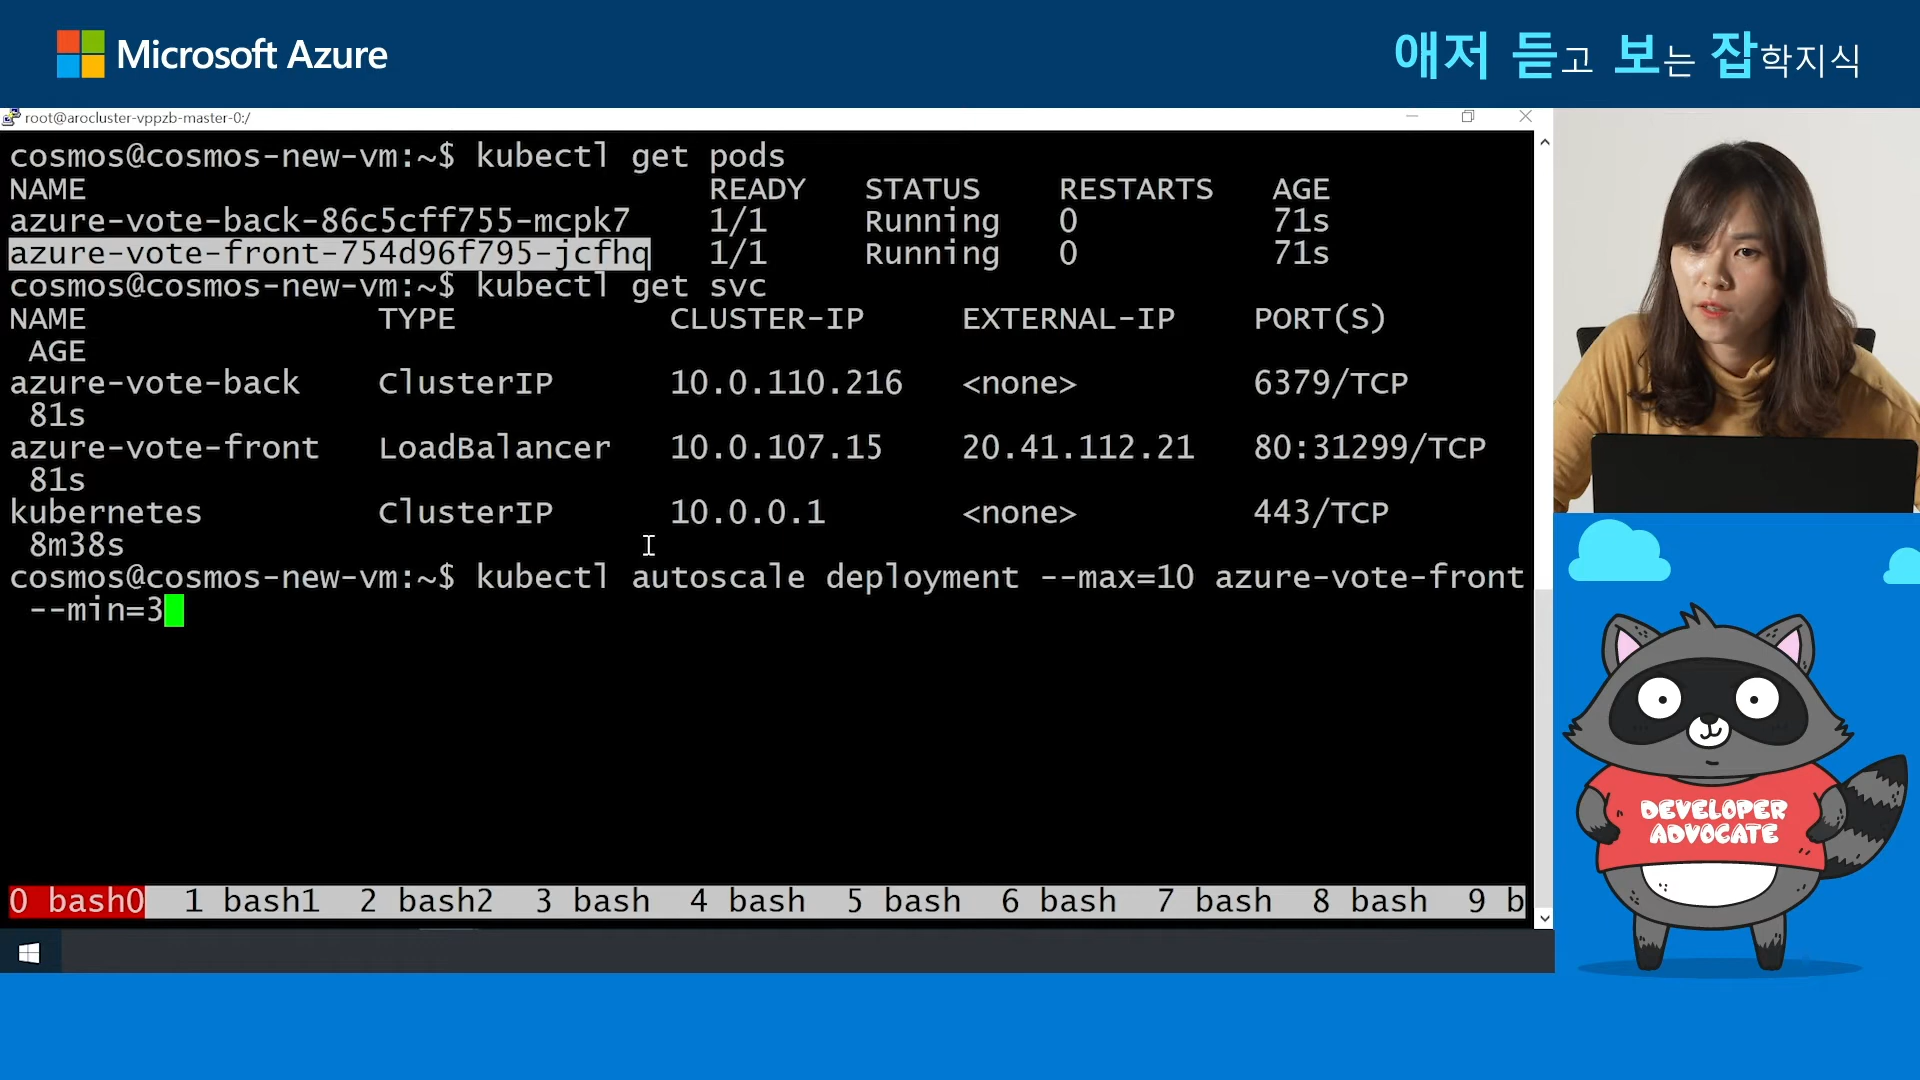 Microsoft Azure
애저 듣고 보는 잡학지식
root@arocluster-vppzb-master-0:/
cosmos@cosmos-new-vm:~$ kubectl get pods
NAME READY STATUS RESTARTS AGE
azure-vote-back-86c5cff755-mcpk7 1/1 Running 0 71s
azure-vote-front-754d96f795-jcfhq 1/1 Running 0 71s
cosmos@cosmos-new-vm:~$ kubectl get svc
NAME TYPE CLUSTER-IP EXTERNAL-IP PORT(S)
AGE
azure-vote-back ClusterIP 10.0.110.216 <none> 6379/TCP
81s
azure-vote-front LoadBalancer 10.0.107.15 20.41.112.21 80:31299/TCP
81s
kubernetes ClusterIP 10.0.0.1 <none> 443/TCP
8m38s
cosmos@cosmos-new-vm:~$ kubectl autoscale deployment --max=10 azure-vote-front
--min=3
0 bash0 1 bash1 2 bash2 3 bash 4 bash 5 bash 6 bash 7 bash 8 bash 9 b
DEVELOPER
ADVOCATE